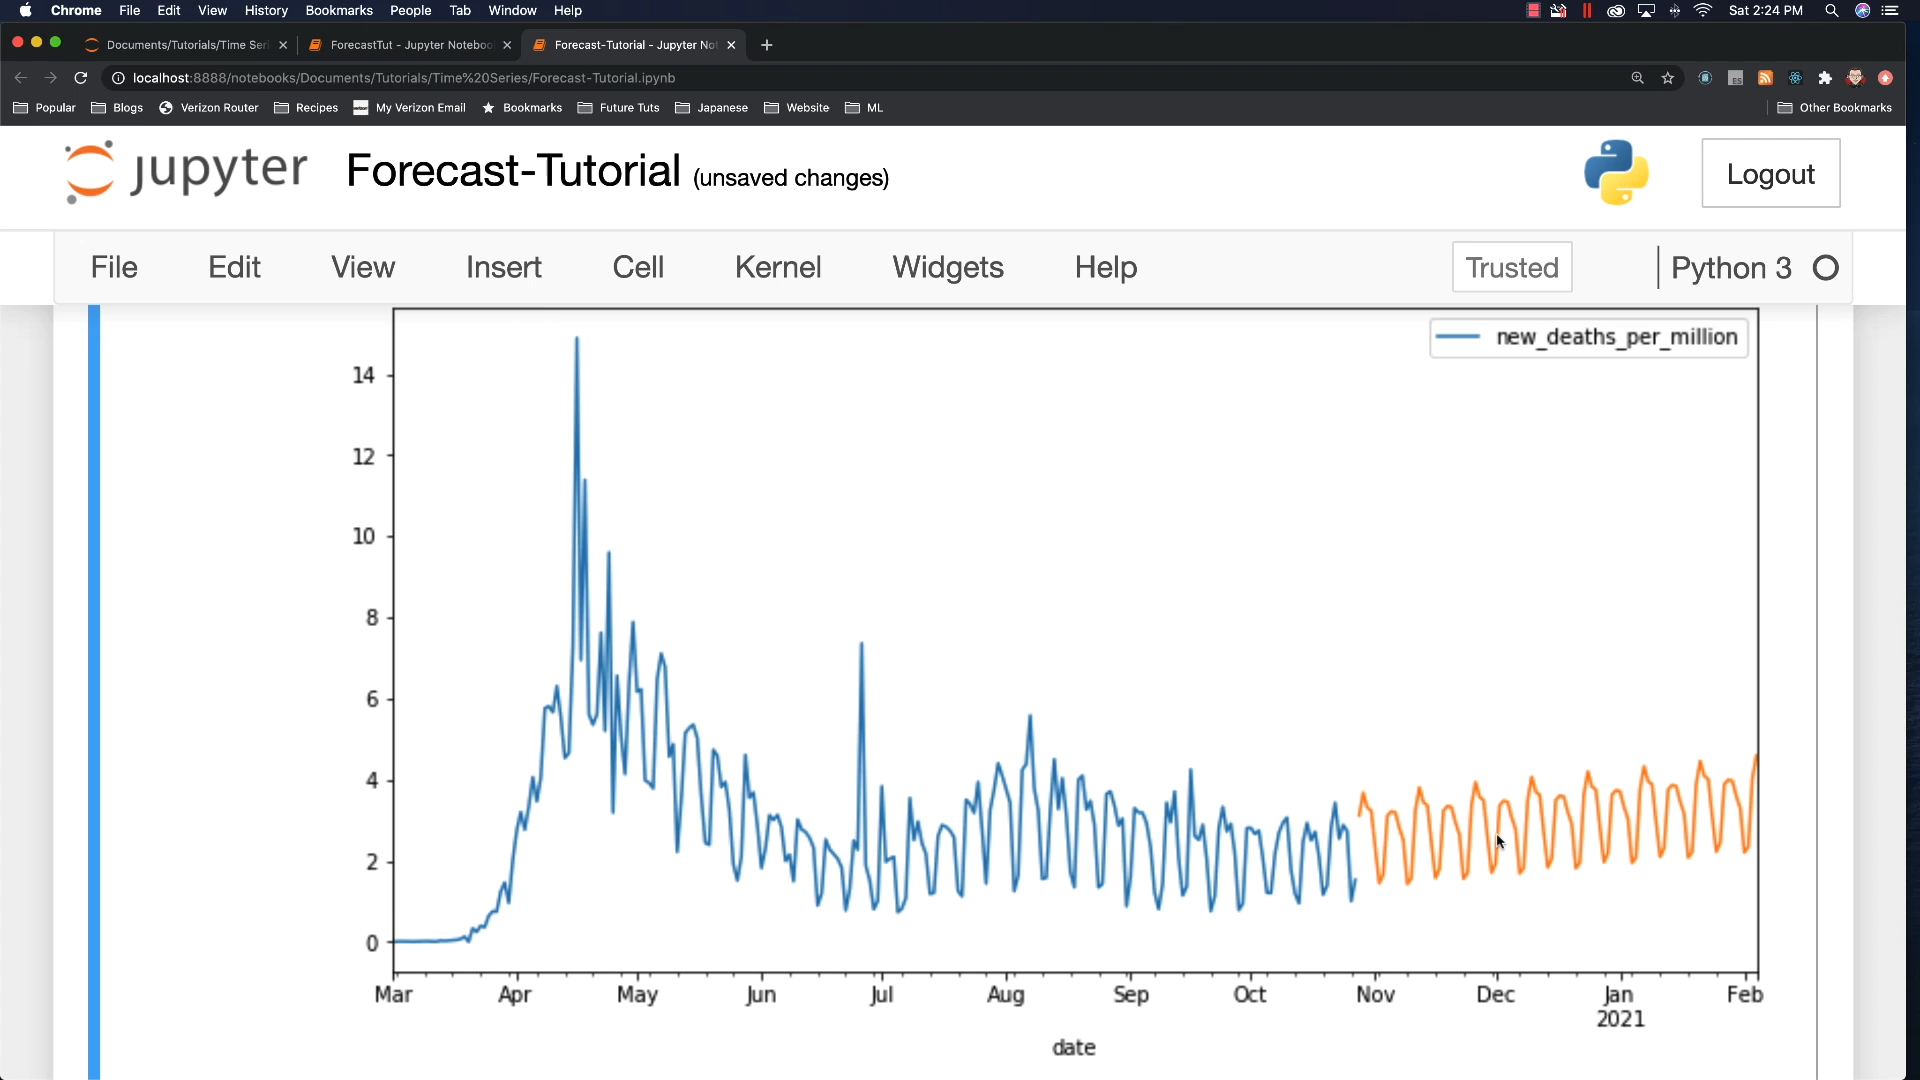 Chrome File Edit View History Bookmarks People Tab Window Help Sat 2:24 PM
Documents/Tutorials/Time Ser ForecastTut - Jupyter Noteboo Forecast-Tutorial - Jupyter Not
localhost:8888/notebooks/Documents/Tutorials/Time%20Series/Forecast-Tutorial.ipynb
Popular Blogs Verizon Router Recipes My Verizon Email Bookmarks Future Tuts Japanese Website ML Other Bookmarks
jupyter Forecast-Tutorial (unsaved changes) Logout
File Edit View Insert Cell Kernel Widgets Help Trusted Python 3
new_deaths_per_million
14
12
10
8
6
4
2
0
Mar Apr May Jun Jul Aug Sep Oct Nov Dec Jan Feb
2021
date